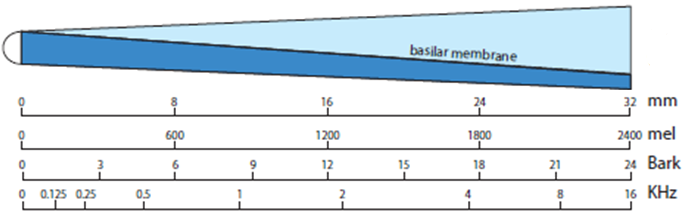 basilar membrane
0 8 16 24 32 mm
0 600 1200 1800 2400 mel
0 3 6 9 12 15 18 21 24 Bark
0 0.125 0.25 0.5 1 2 4 8 16 KHz